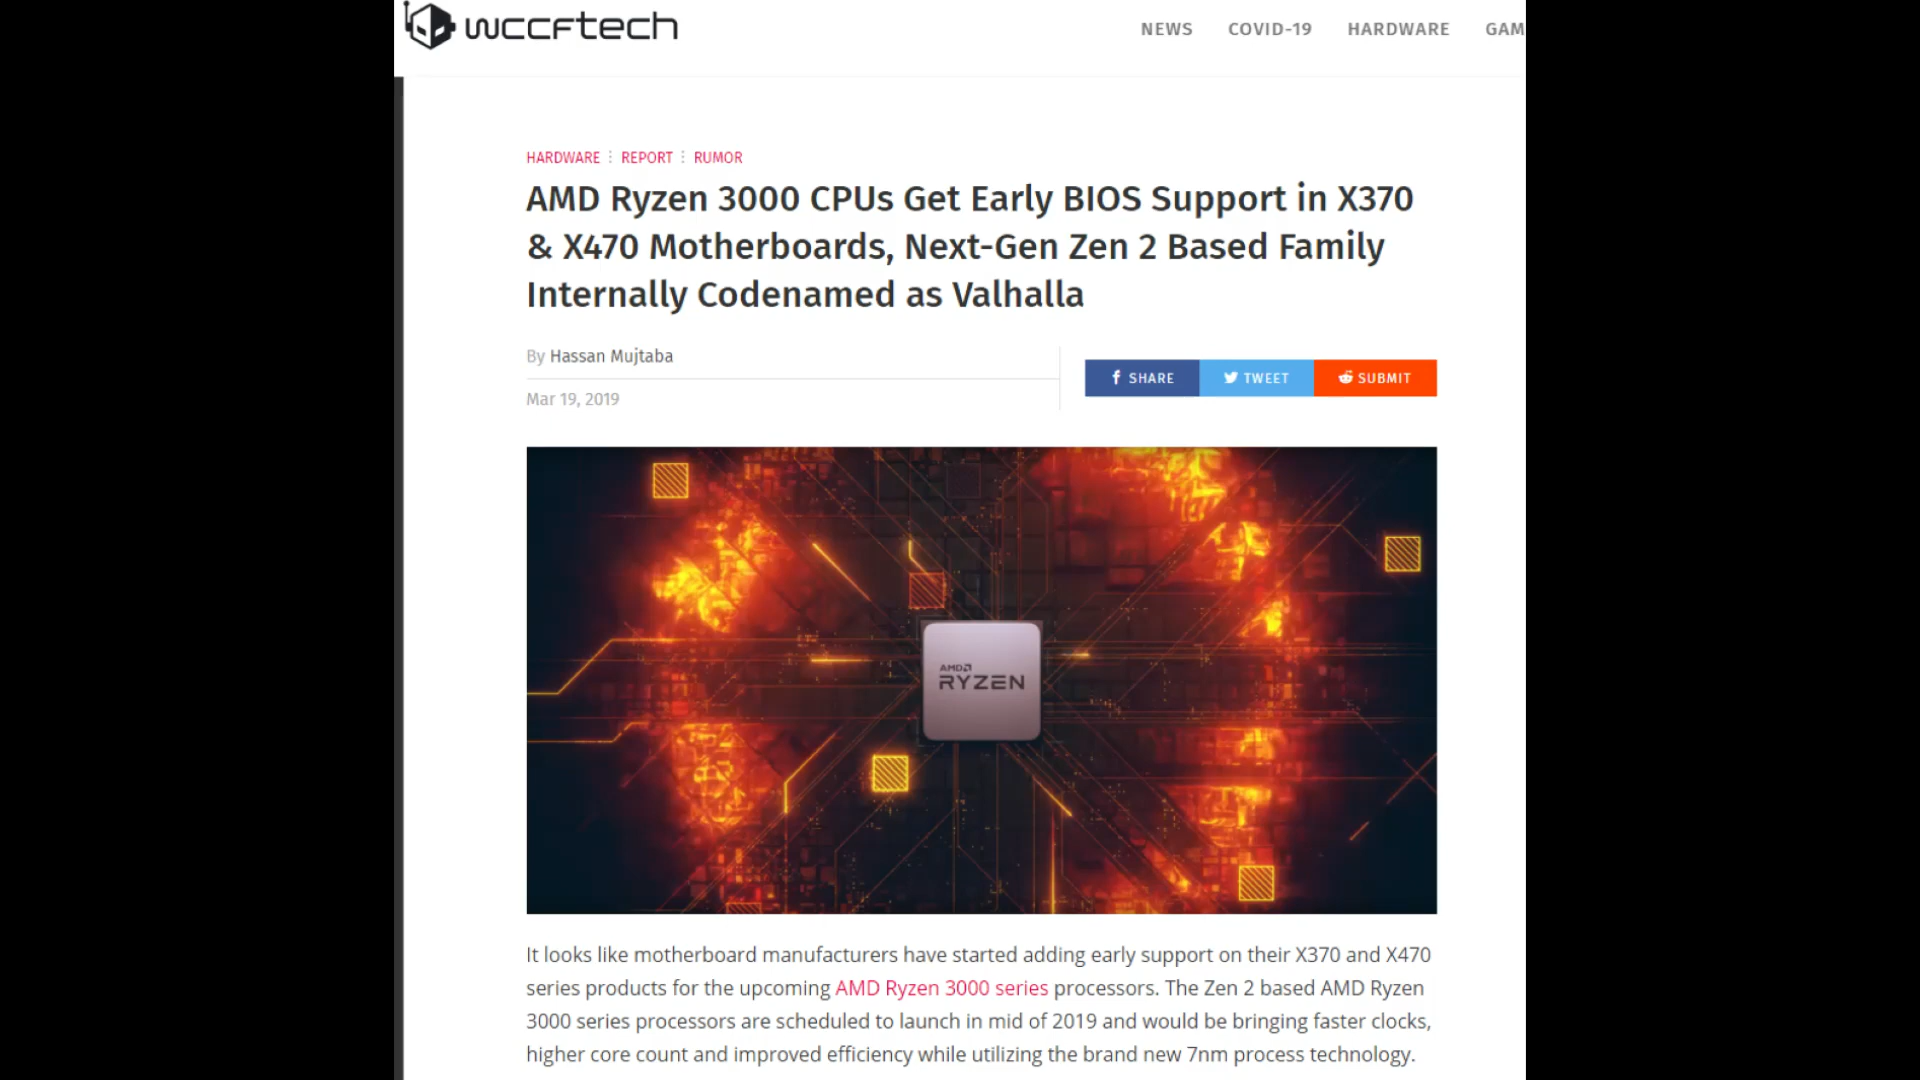 wccftech
NEWS COVID-19 HARDWARE GAM
HARDWARE REPORT RUMOR
AMD Ryzen 3000 CPUs Get Early BIOS Support in X370
& X470 Motherboards, Next-Gen Zen 2 Based Family
Internally Codenamed as Valhalla
By Hassan Mujtaba
Mar 19, 2019
SHARE TWEET SUBMIT
AMD
RYZEN
It looks like motherboard manufacturers have started adding early support on their X370 and X470
series products for the upcoming AMD Ryzen 3000 series processors. The Zen 2 based AMD Ryzen
3000 series processors are scheduled to launch in mid of 2019 and would be bringing faster clocks,
higher core count and improved efficiency while utilizing the brand new 7nm process technology.